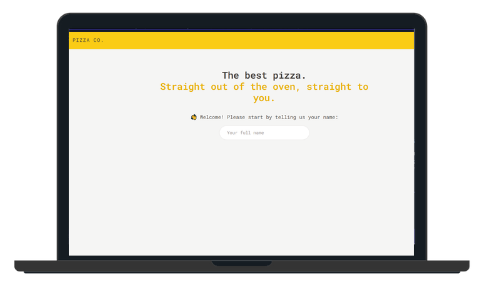 PIZZA CO.
The best pizza.
Straight out of the oven, straight to
you.
👋 Welcome! Please start by telling us your name:
Your full name